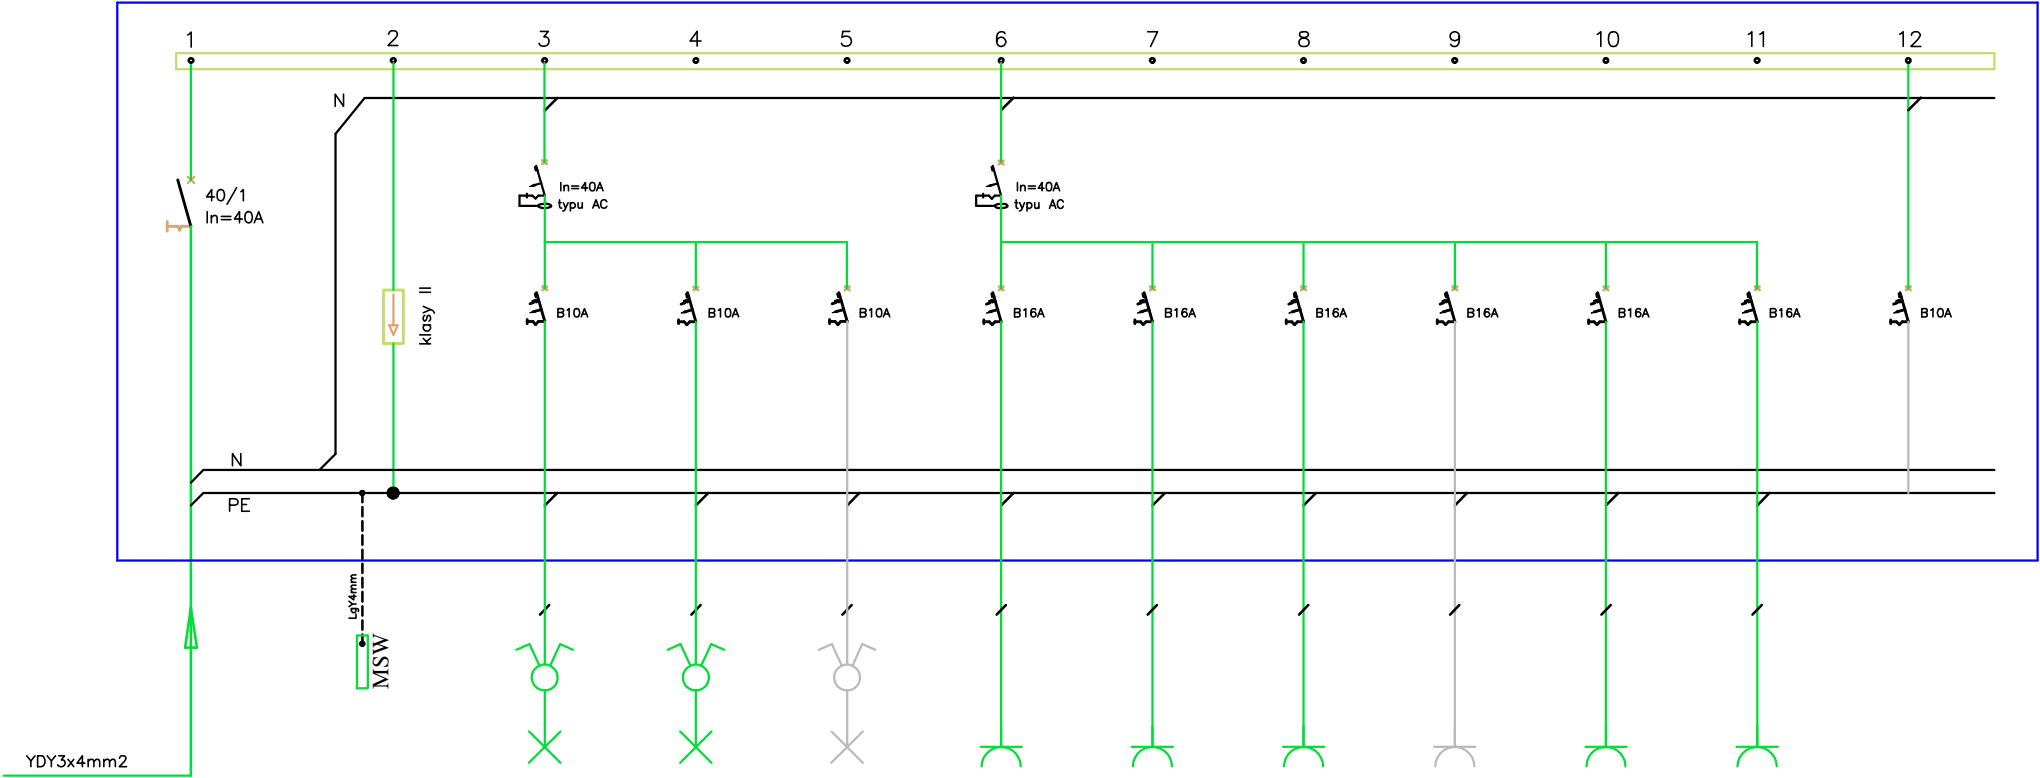 1 2 3 4 5 6 7 8 9 10 11 12
N
40/1
In=40A
In=40A
typu AC
In=40A
typu AC
klasy II
B10A B10A B10A B16A B16A B16A B16A B16A B16A B10A
N
PE
LgY4mm
MSW
YDY3x4mm2